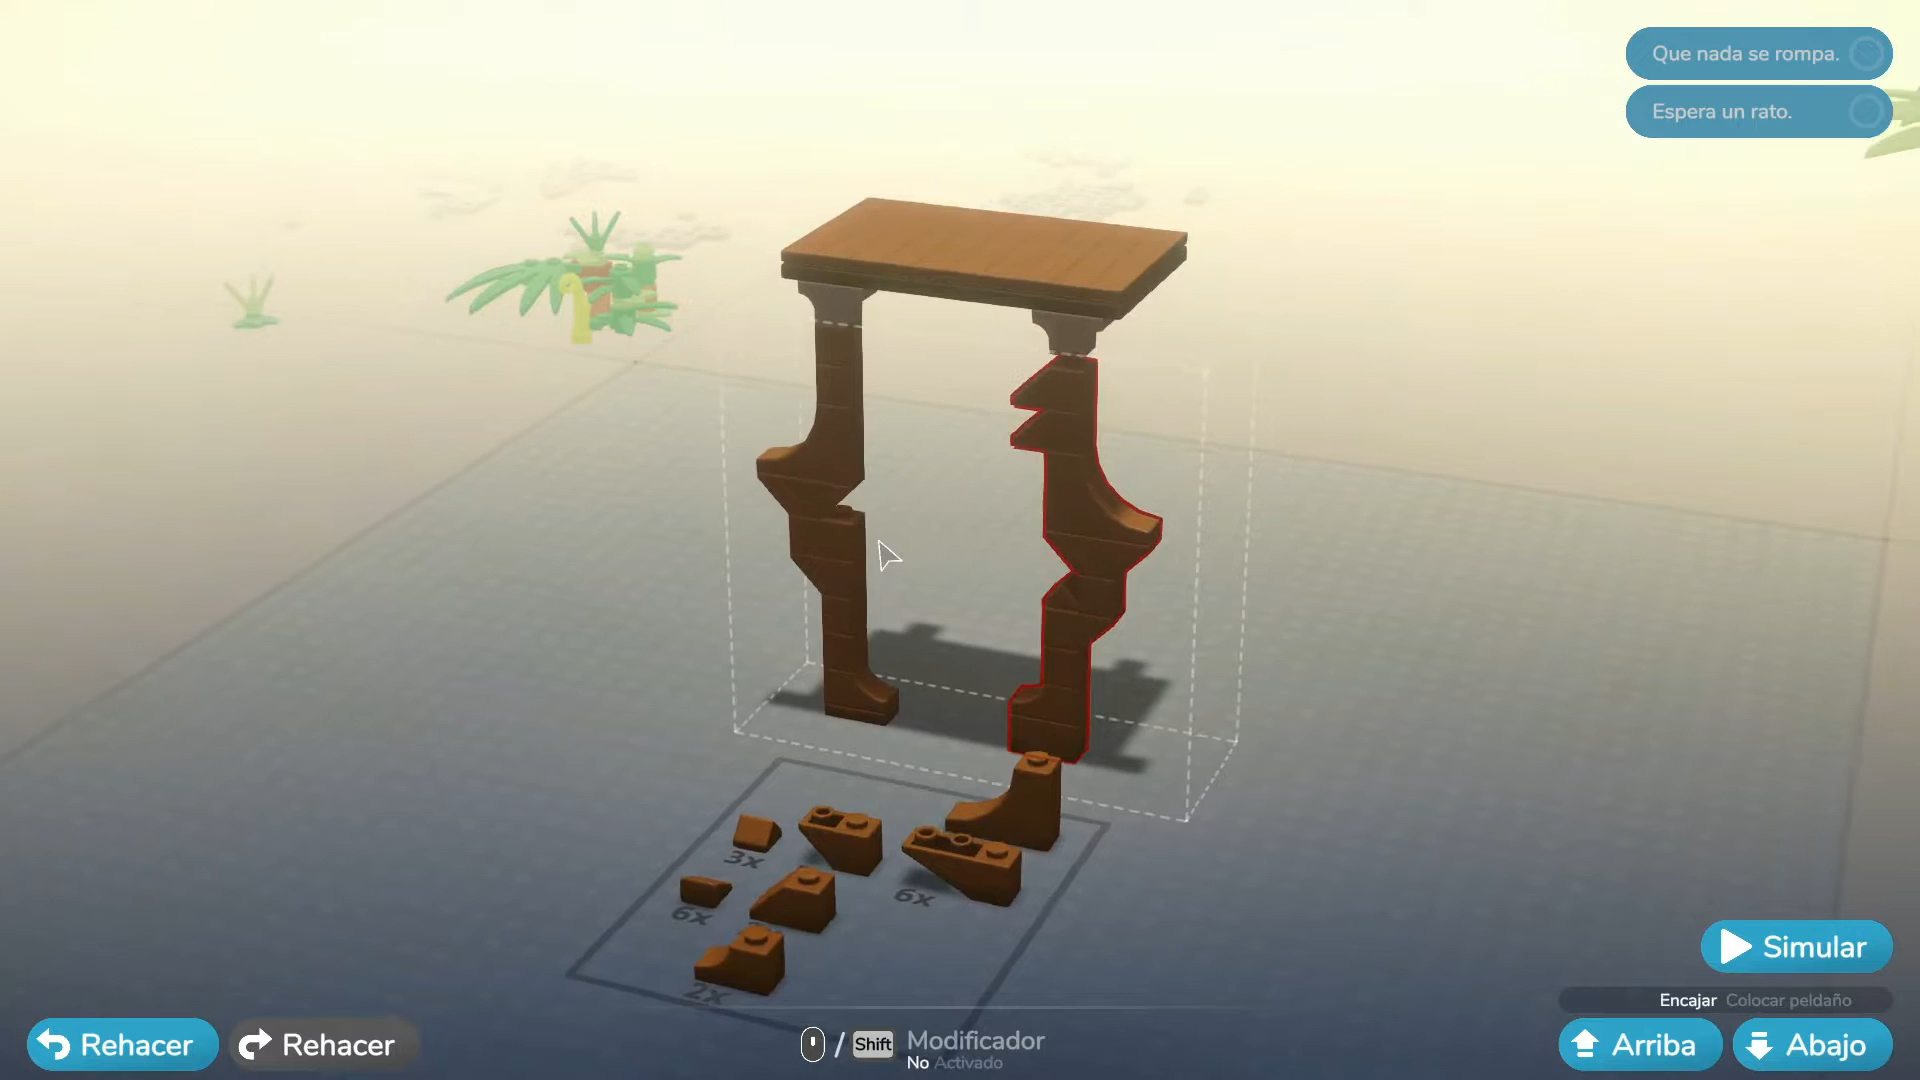 Que nada se rompa.
Espera un rato.
3x
6x
6x
2x
Simular
Encajar Colocar peldaño
Rehacer
Rehacer
/ Shift Modificador
No Activado
Arriba
Abajo